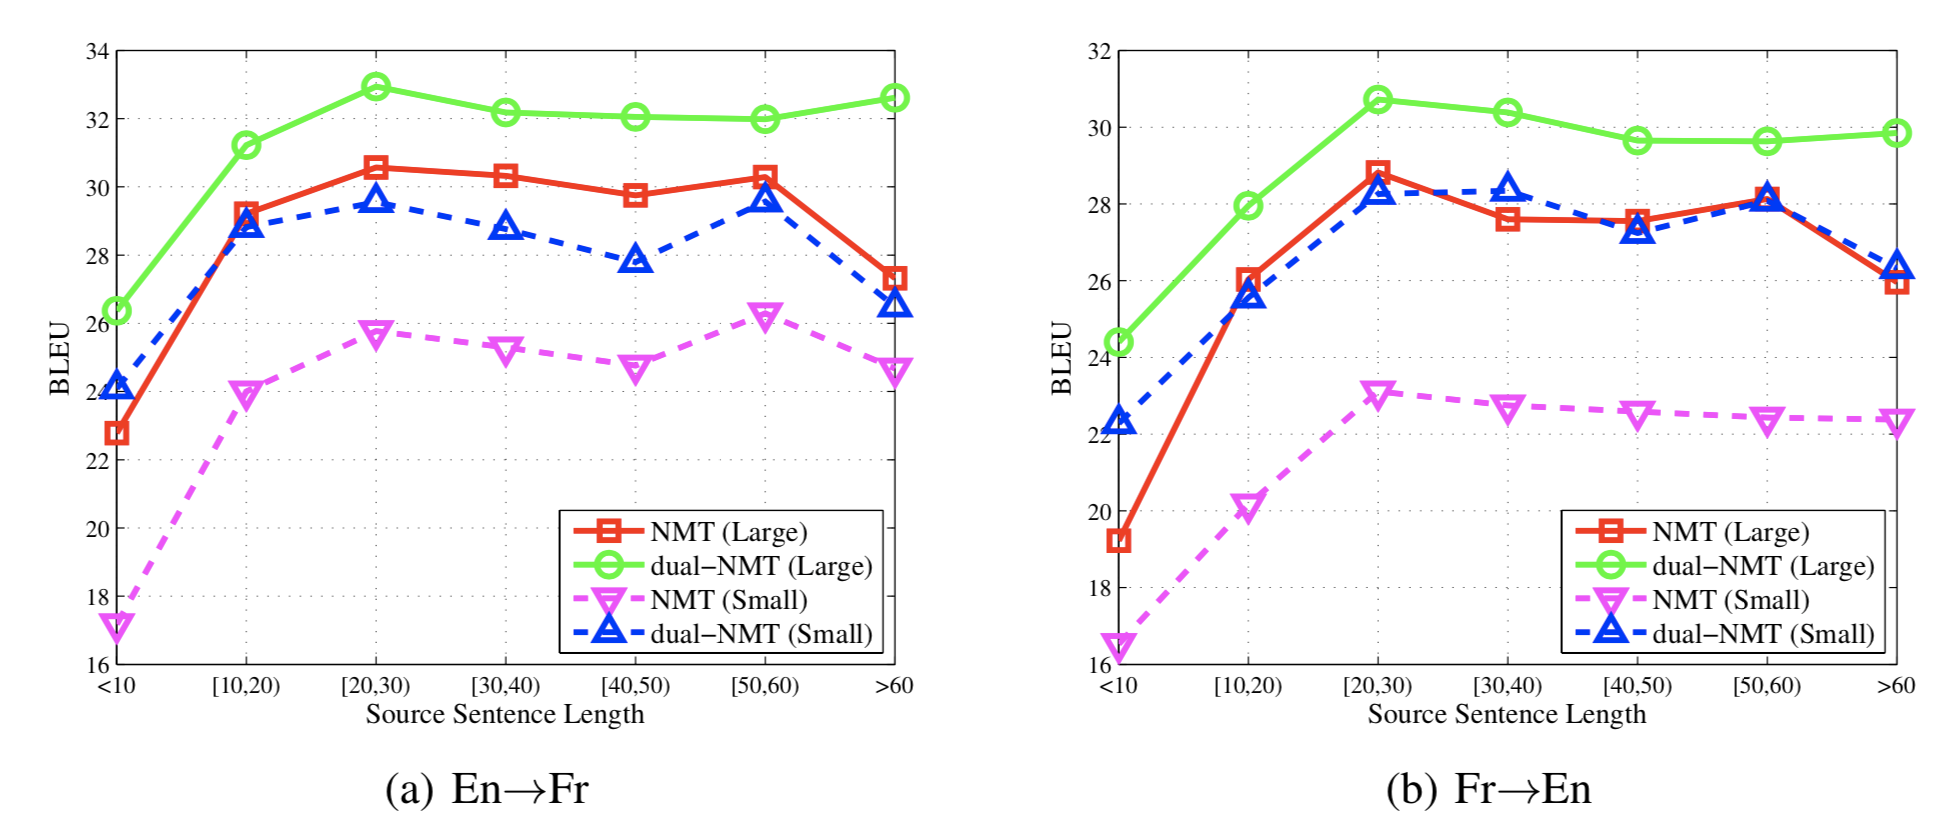 34
32
30
28
26
24
22
20
18
16
BLEU
NMT (Large)
dual−NMT (Large)
NMT (Small)
dual−NMT (Small)
<10 [10,20) [20,30) [30,40) [40,50) [50,60) >60
Source Sentence Length
(a) En→Fr
32
30
28
26
24
22
20
18
16
BLEU
NMT (Large)
dual−NMT (Large)
NMT (Small)
dual−NMT (Small)
<10 [10,20) [20,30) [30,40) [40,50) [50,60) >60
Source Sentence Length
(b) Fr→En